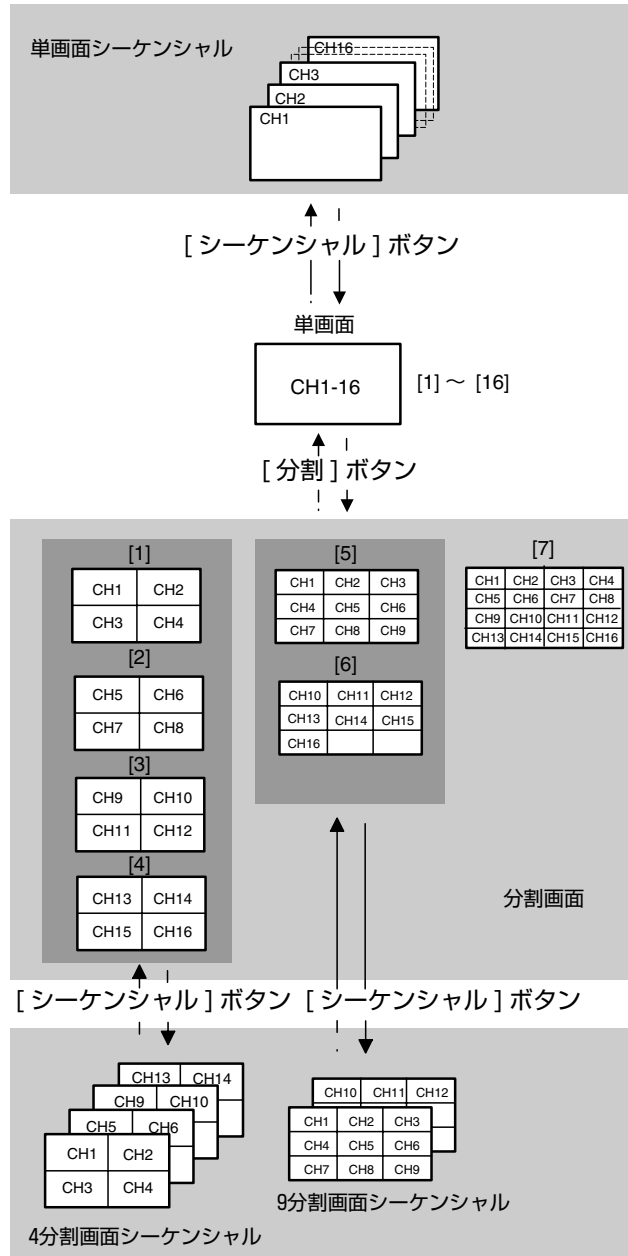 単画面シーケンシャル
CH16
CH3
CH2
CH1
[ シーケンシャル ] ボタン
単画面
CH1-16
[1] ～ [16]
[ 分割 ] ボタン
[1]
CH1 CH2
CH3 CH4
[2]
CH5 CH6
CH7 CH8
[3]
CH9 CH10
CH11 CH12
[4]
CH13 CH14
CH15 CH16
[5]
CH1 CH2 CH3
CH4 CH5 CH6
CH7 CH8 CH9
[6]
CH10 CH11 CH12
CH13 CH14 CH15
CH16
[7]
CH1 CH2 CH3 CH4
CH5 CH6 CH7 CH8
CH9 CH10 CH11 CH12
CH13 CH14 CH15 CH16
分割画面
[ シーケンシャル ] ボタン
[ シーケンシャル ] ボタン
CH13 CH14
CH9 CH10
CH5 CH6
CH1 CH2
CH3 CH4
4分割画面シーケンシャル
CH10 CH11 CH12
CH1 CH2 CH3
CH4 CH5 CH6
CH7 CH8 CH9
9分割画面シーケンシャル